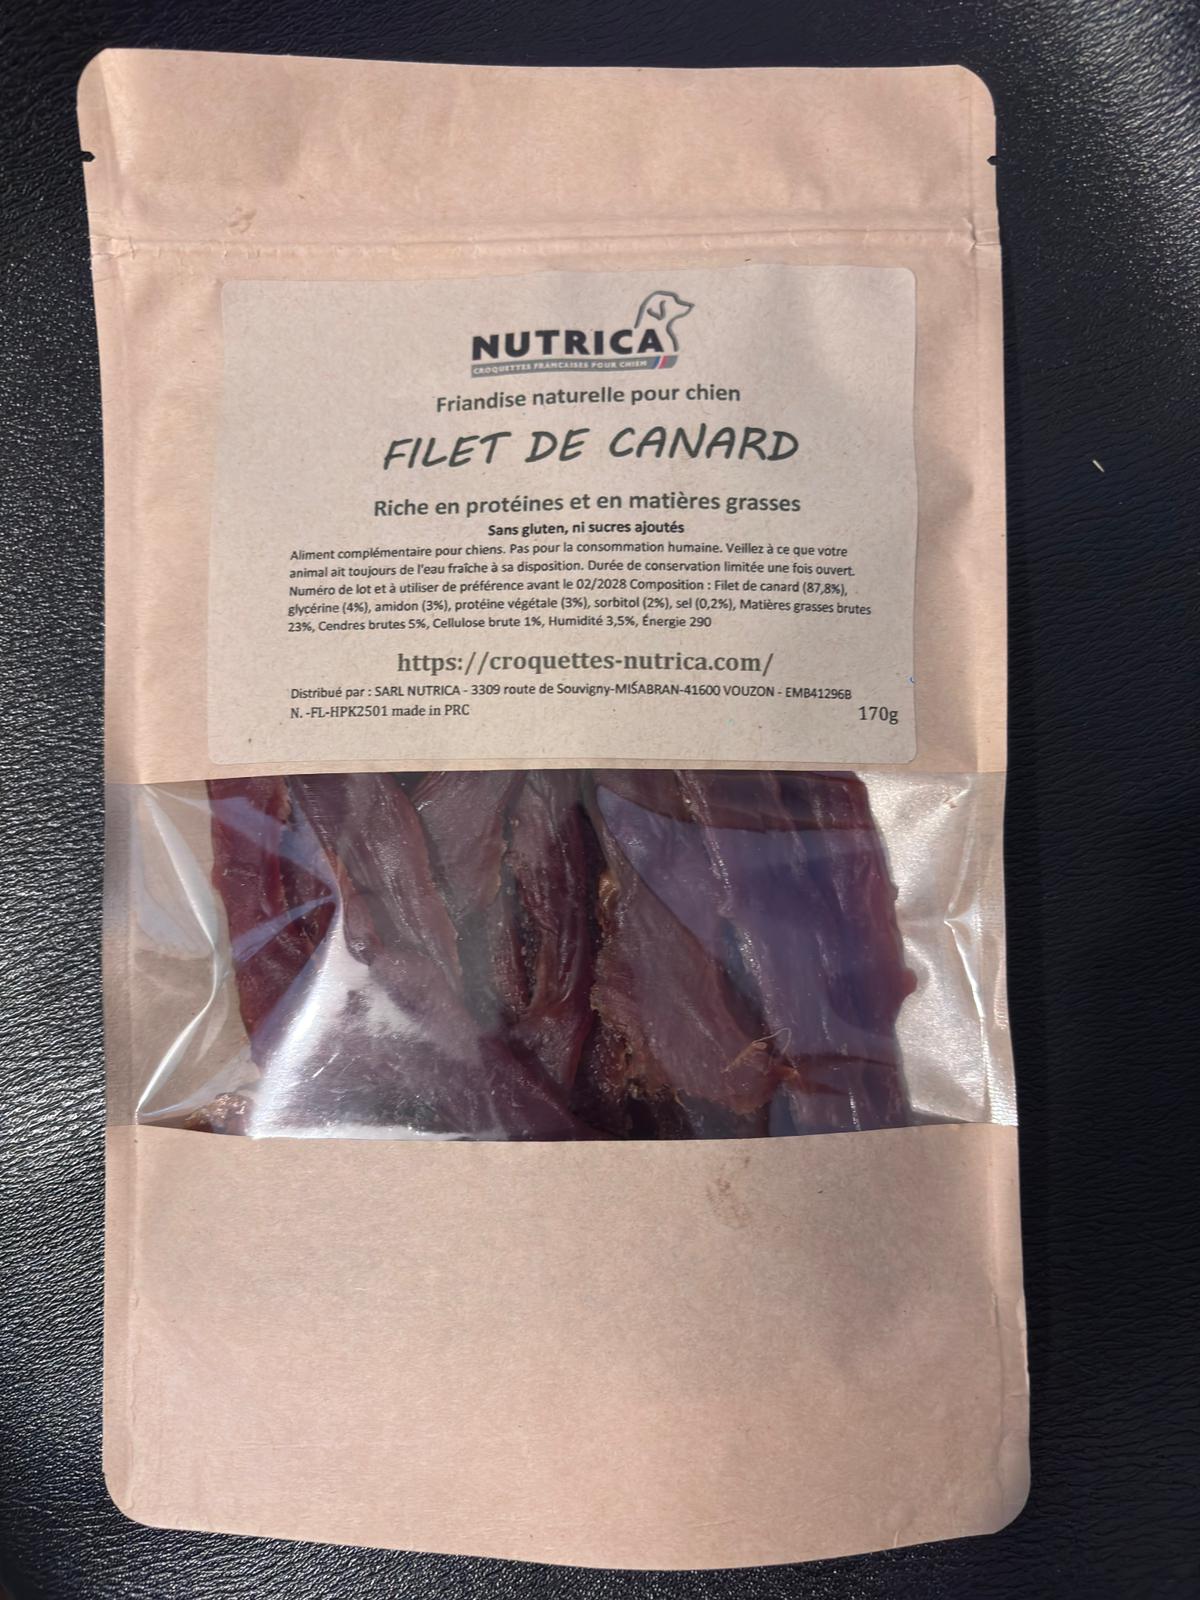 NUTRICA
CROQUETTES FRANCAISES POUR CHIEN
Friandise naturelle pour chien
FILET DE CANARD
Riche en protéines et en matières grasses
Sans gluten, ni sucres ajoutés
Aliment complémentaire pour chiens. Pas pour la consommation humaine. Veillez à ce que votre
animal ait toujours de l'eau fraîche à sa disposition. Durée de conservation limitée une fois ouvert.
Numéro de lot et à utiliser de préférence avant le 02/2028 Composition : Filet de canard (87,8%),
glycérine (4%), amidon (3%), protéine végétale (3%), sorbitol (2%), sel (0,2%), Matières grasses brutes
23%, Cendres brutes 5%, Cellulose brute 1%, Humidité 3,5%, Énergie 290
https://croquettes-nutrica.com/
Distribué par : SARL NUTRICA - 3309 route de Souvigny-MISABRAN-41600 VOUZON - EMB41296B
N. -FL-HPK2501 made in PRC
170g